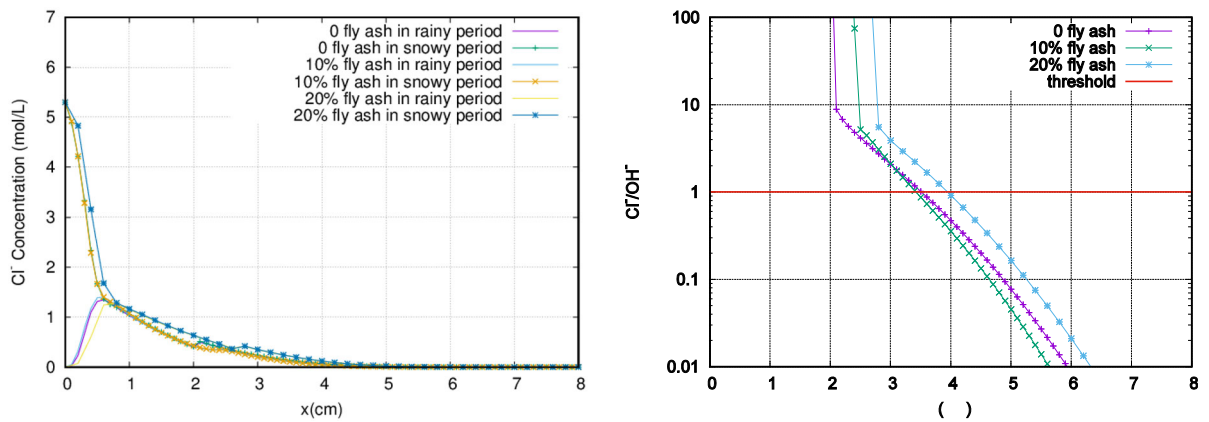 7
6
5
4
3
2
1
0
Cl⁻ Concentration (mol/L)
0 fly ash in rainy period
0 fly ash in snowy period
10% fly ash in rainy period
10% fly ash in snowy period
20% fly ash in rainy period
20% fly ash in snowy period
0 1 2 3 4 5 6 7 8
x(cm)
100
10
1
0.1
0.01
Cl⁻/OH⁻
0 fly ash
10% fly ash
20% fly ash
threshold
0 1 2 3 4 5 6 7 8
( )